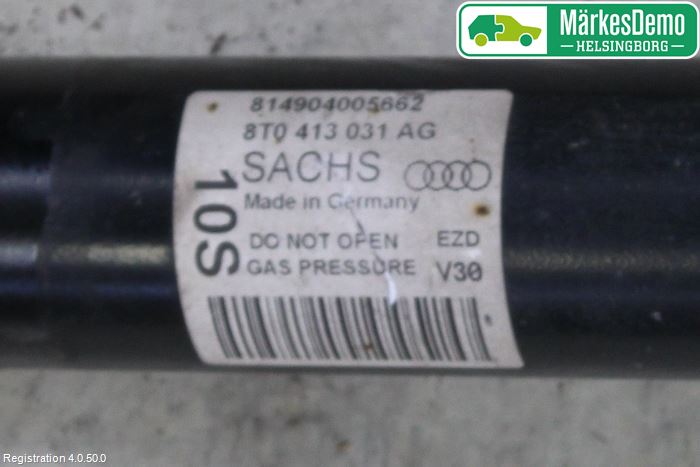 MärkesDemo
HELSINGBORG
814904005662
8T0 413 031 AG
SACHS
Made in Germany
10S
DO NOT OPEN EZD
GAS PRESSURE V30
Registration 4.0.50.0